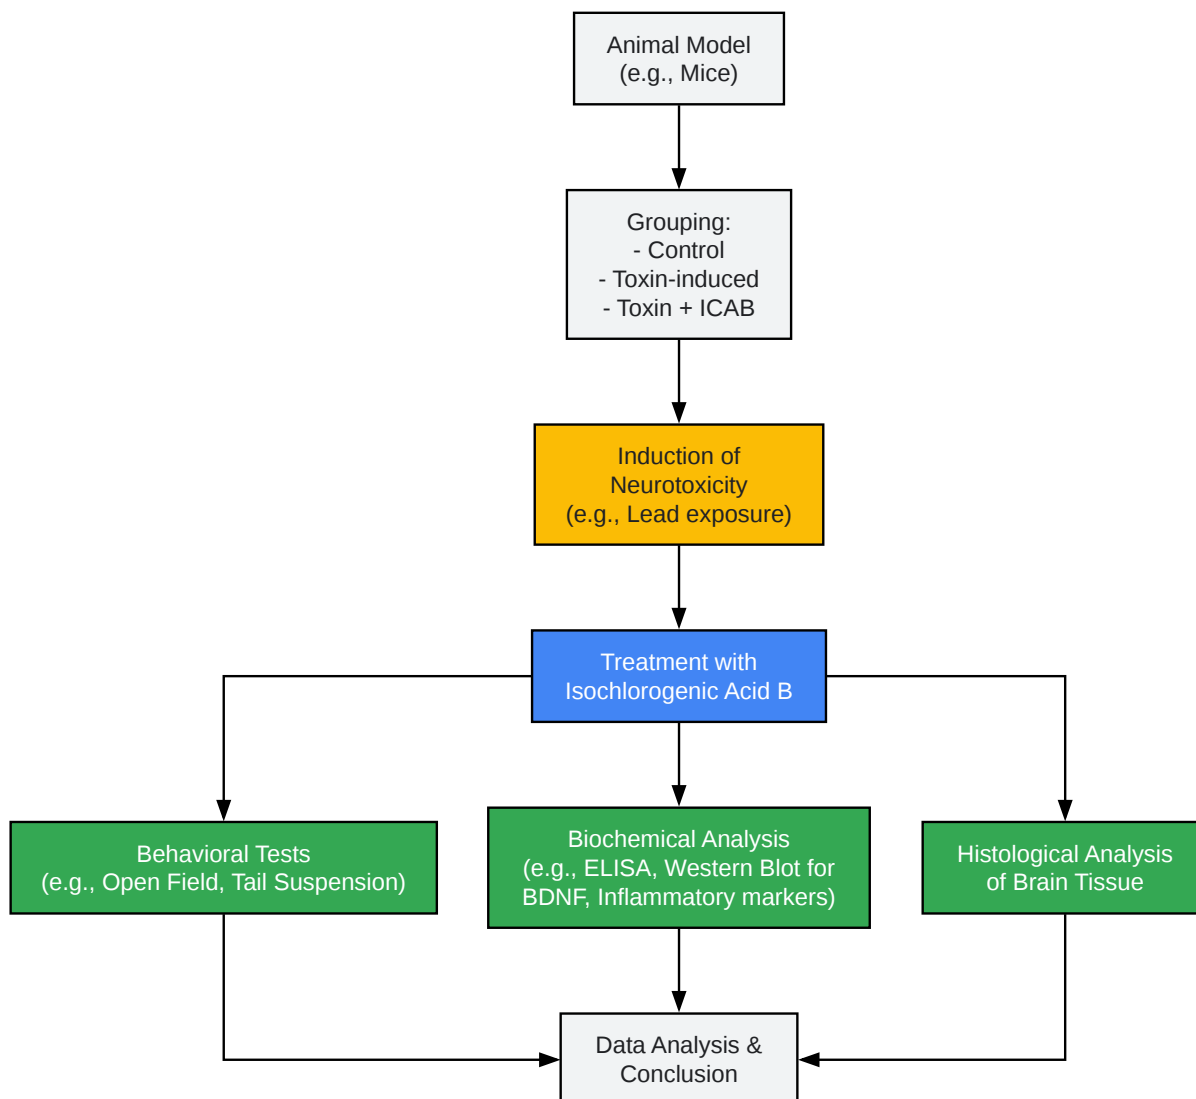 Animal Model
(e.g., Mice)
Grouping:
- Control
- Toxin-induced
- Toxin + ICAB
Induction of
Neurotoxicity
(e.g., Lead exposure)
Treatment with
Isochlorogenic Acid B
Behavioral Tests
(e.g., Open Field, Tail Suspension)
Biochemical Analysis
(e.g., ELISA, Western Blot for
BDNF, Inflammatory markers)
Histological Analysis
of Brain Tissue
Data Analysis &
Conclusion